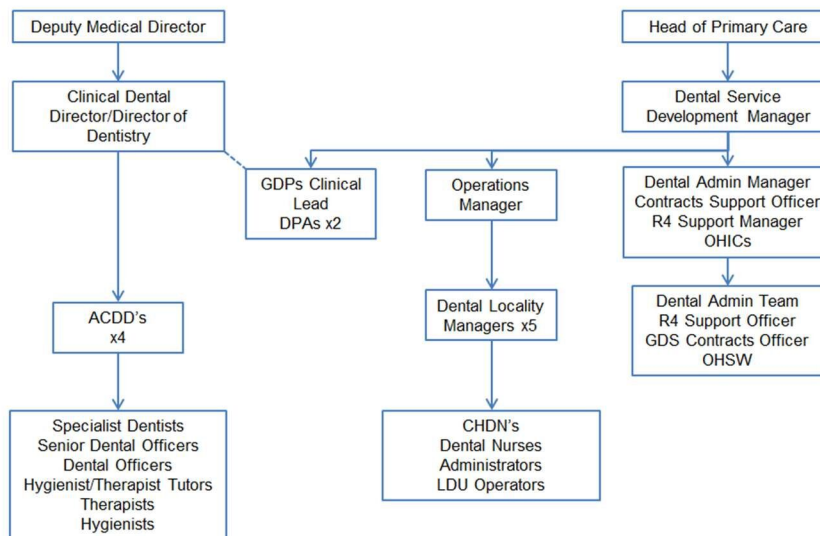 Deputy Medical Director
Head of Primary Care
Clinical Dental
Director/Director of
Dentistry
Dental Service
Development Manager
GDPs Clinical
Lead
DPAs x2
Operations
Manager
Dental Admin Manager
Contracts Support Officer
R4 Support Manager
OHICs
ACDD's
x4
Dental Locality
Managers x5
Dental Admin Team
R4 Support Officer
GDS Contracts Officer
OHSW
Specialist Dentists
Senior Dental Officers
Dental Officers
Hygienist/Therapist Tutors
Therapists
Hygienists
CHDN's
Dental Nurses
Administrators
LDU Operators